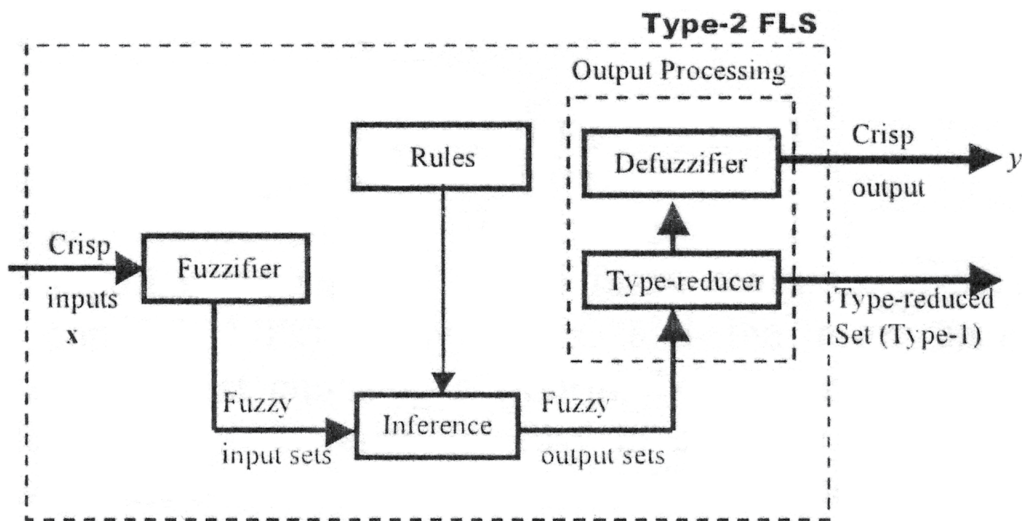 Type-2 FLS
Output Processing
Rules
Defuzzifier
Crisp
output
y
Crisp
inputs
x
Fuzzifier
Type-reducer
Type-reduced
Set (Type-1)
Fuzzy
input sets
Inference
Fuzzy
output sets